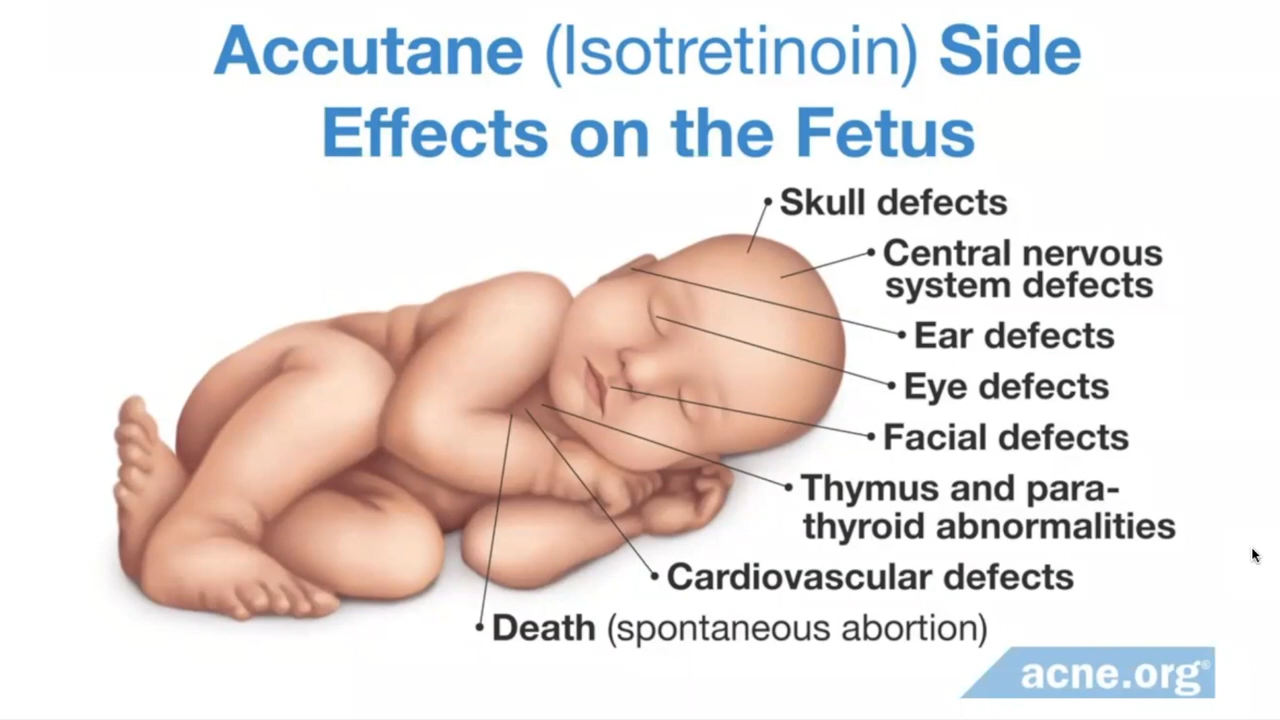 Accutane (Isotretinoin) Side
Effects on the Fetus
Skull defects
Central nervous
system defects
Ear defects
Eye defects
Facial defects
Thymus and para-
thyroid abnormalities
Cardiovascular defects
Death (spontaneous abortion)
acne.org®